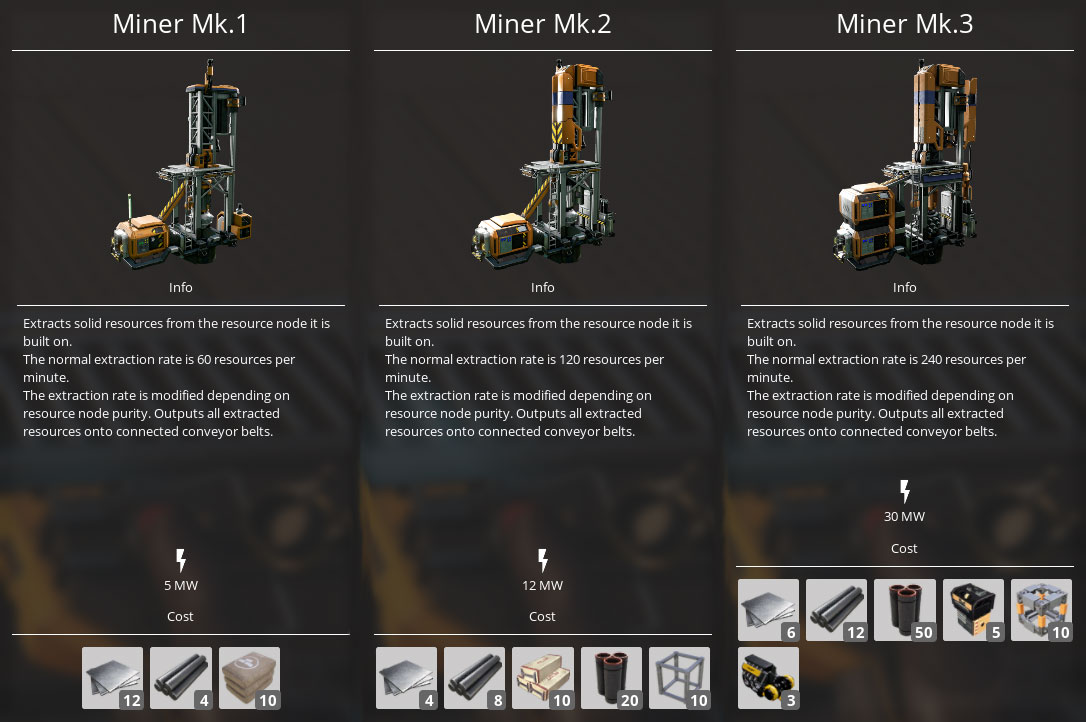 Miner Mk.1
Info
Extracts solid resources from the resource node it is
built on.
The normal extraction rate is 60 resources per
minute.
The extraction rate is modified depending on
resource node purity. Outputs all extracted
resources onto connected conveyor belts.
5 MW
Cost
12
4
10
Miner Mk.2
Info
Extracts solid resources from the resource node it is
built on.
The normal extraction rate is 120 resources per
minute.
The extraction rate is modified depending on
resource node purity. Outputs all extracted
resources onto connected conveyor belts.
12 MW
Cost
4
8
10
20
10
Miner Mk.3
Info
Extracts solid resources from the resource node it is
built on.
The normal extraction rate is 240 resources per
minute.
The extraction rate is modified depending on
resource node purity. Outputs all extracted
resources onto connected conveyor belts.
30 MW
Cost
6
12
50
5
10
3